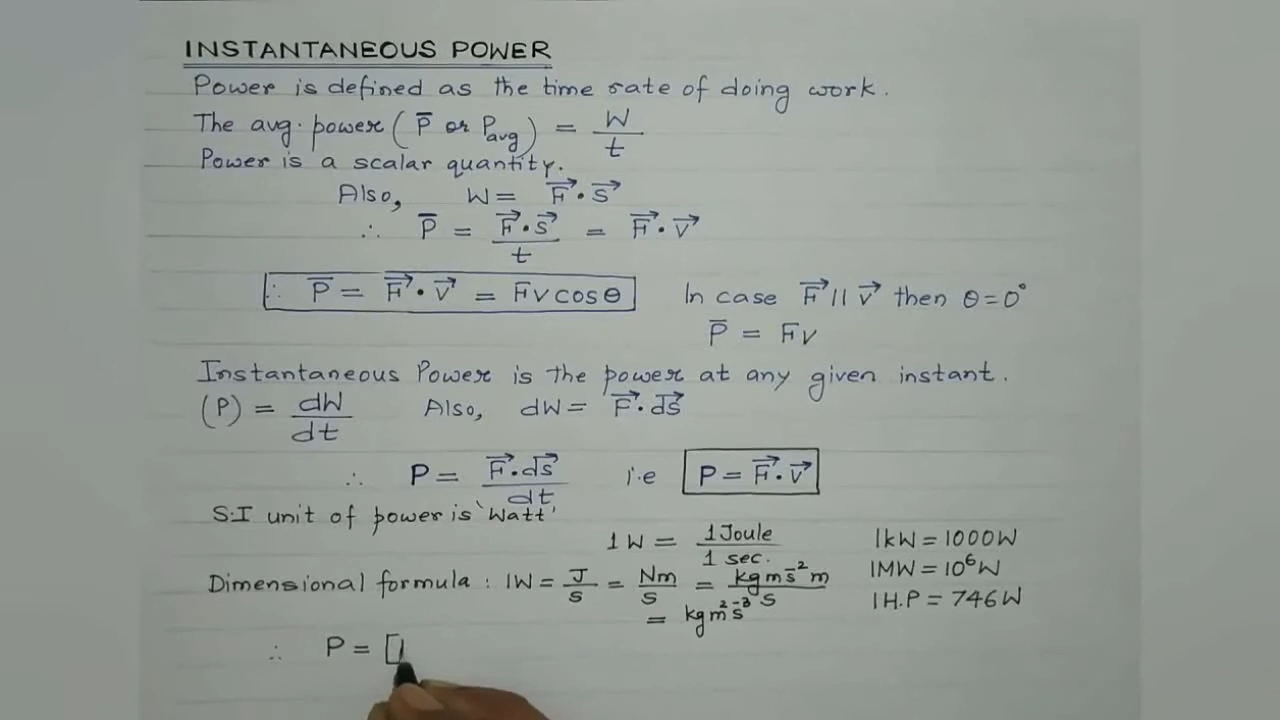 INSTANTANEOUS POWER
Power is defined as the time rate of doing work.
The avg. power ( P̄ or Pavg ) = W/t
Power is a scalar quantity.
Also, W = F⃗ · s⃗
∴ P̄ = F⃗ · s⃗ / t = F⃗ · v⃗
∴ P̄ = F⃗ · v⃗ = Fv cosθ In case F⃗ || v⃗ then θ = 0°
P̄ = Fv
Instantaneous Power is the power at any given instant.
(P) = dW/dt Also, dW = F⃗ · ds⃗
∴ P = F⃗ · ds⃗ / dt i.e P = F⃗ · v⃗
S.I unit of power is 'Watt'
1W = 1 Joule / 1 sec. 1kW = 1000W
1MW = 10⁶W
Dimensional formula : 1W = J/s = Nm/s = kgms⁻²m/s 1H.P = 746W
= kgm²s⁻³
∴ P = [